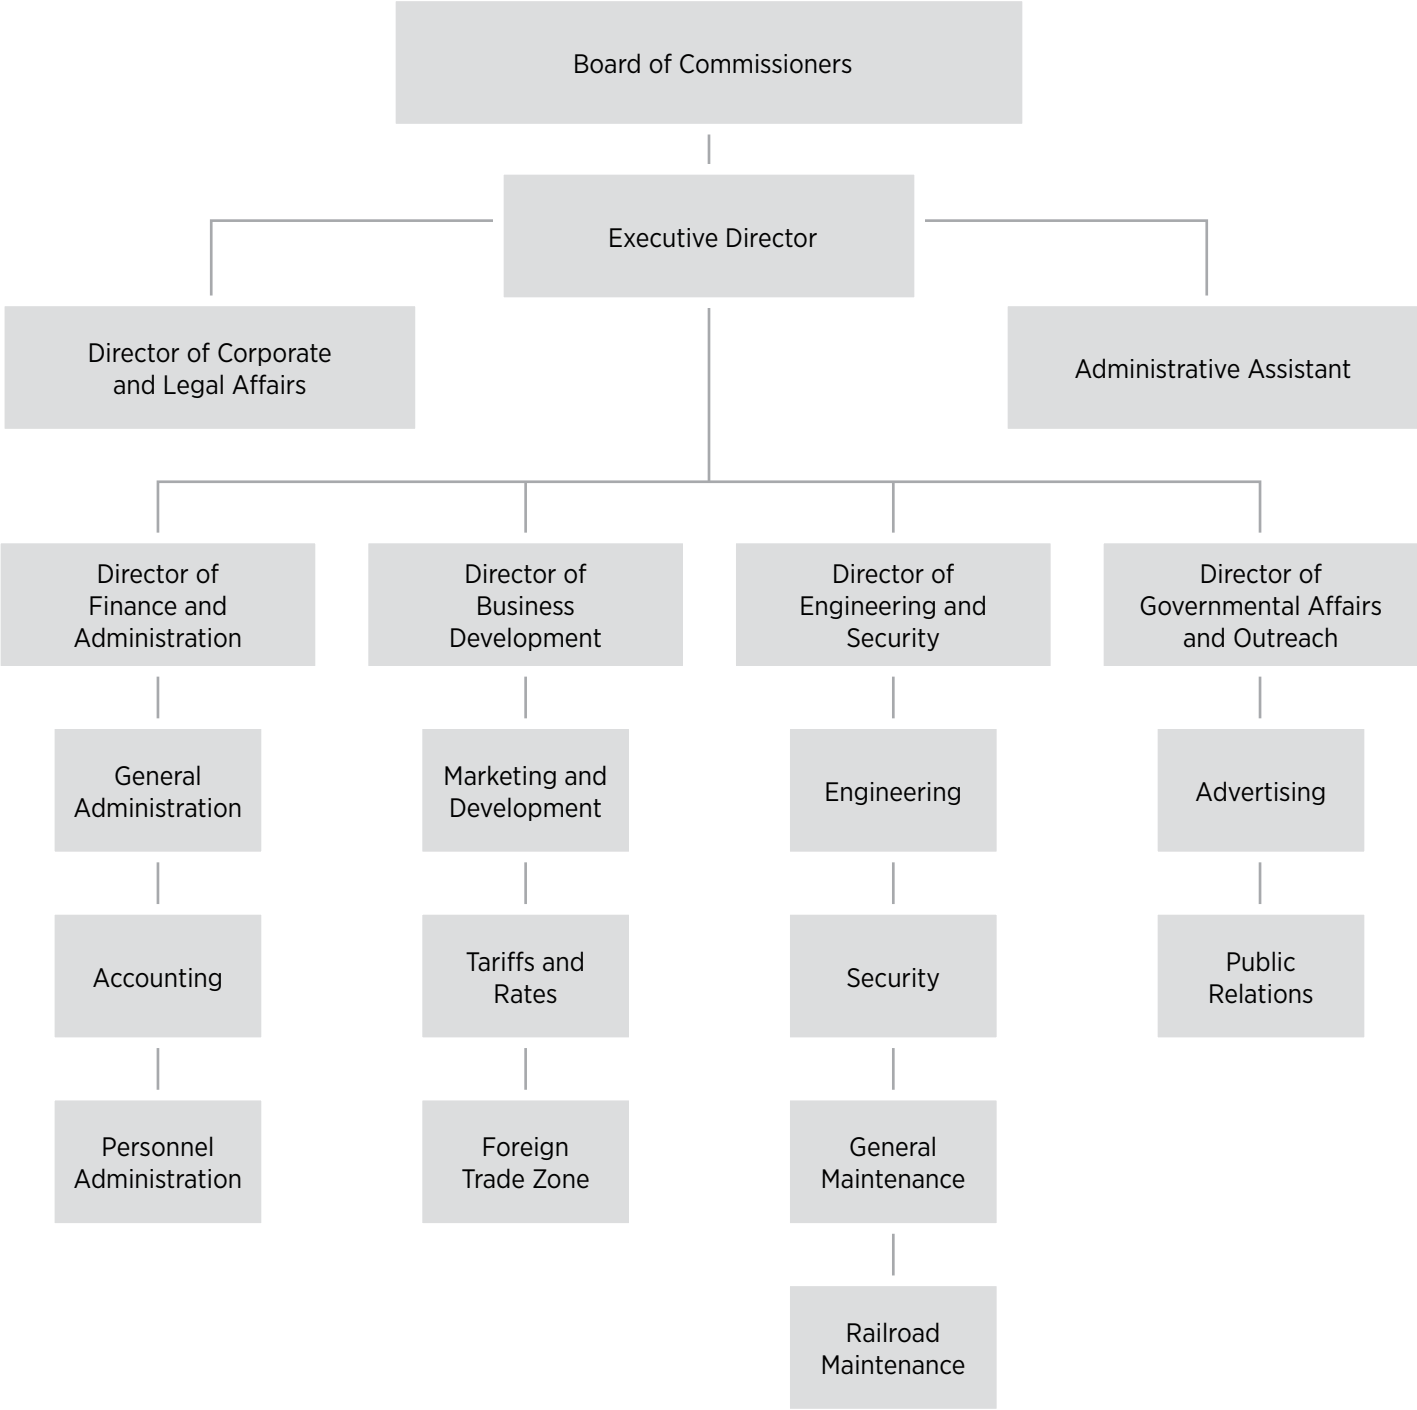 Board of Commissioners
Executive Director
Director of Corporate
and Legal Affairs
Administrative Assistant
Director of
Finance and
Administration
Director of
Business
Development
Director of
Engineering and
Security
Director of
Governmental Affairs
and Outreach
General
Administration
Marketing and
Development
Engineering
Advertising
Accounting
Tariffs and
Rates
Security
Public
Relations
Personnel
Administration
Foreign
Trade Zone
General
Maintenance
Railroad
Maintenance